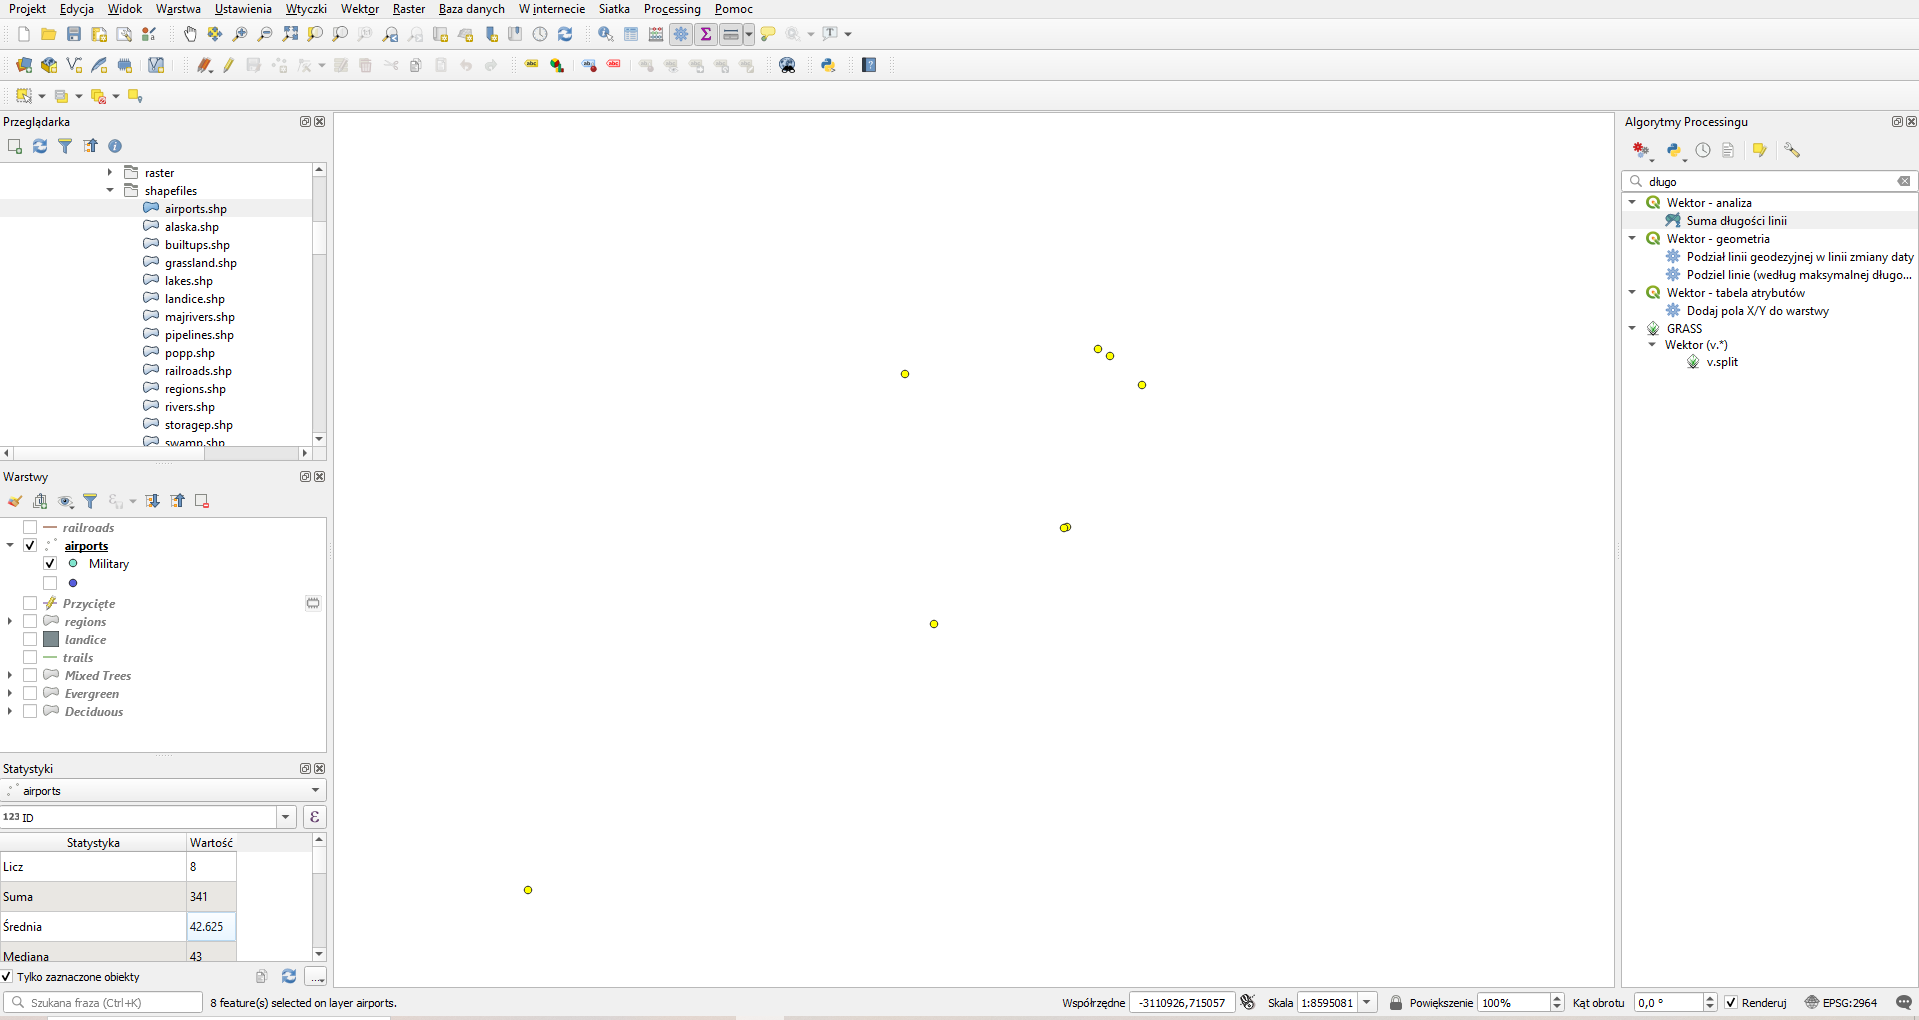 Projekt Edycja Widok Warstwa Ustawienia Wtyczki Wektor Raster Baza danych W internecie Siatka Processing Pomoc
Przeglądarka
raster
shapefiles
airports.shp
alaska.shp
builtups.shp
grassland.shp
lakes.shp
landice.shp
majrivers.shp
pipelines.shp
popp.shp
railroads.shp
regions.shp
rivers.shp
storagep.shp
swamp.shp
Warstwy
railroads
airports
Military
Przycięte
regions
landice
trails
Mixed Trees
Evergreen
Deciduous
Statystyki
airports
123 ID
Statystyka Wartość
Licz 8
Suma 341
Średnia 42.625
Mediana 43
Tylko zaznaczone obiekty
Algorytmy Processingu
długo
Wektor - analiza
Suma długości linii
Wektor - geometria
Podział linii geodezyjnej w linii zmiany daty
Podziel linie (według maksymalnej długo...
Wektor - tabela atrybutów
Dodaj pola X/Y do warstwy
GRASS
Wektor (v.*)
v.split
Szukana fraza (Ctrl+K) 8 feature(s) selected on layer airports. Współrzędne -3110926,715057 Skala 1:8595081 Powiększenie 100% Kąt obrotu 0,0 ° Renderuj EPSG:2964